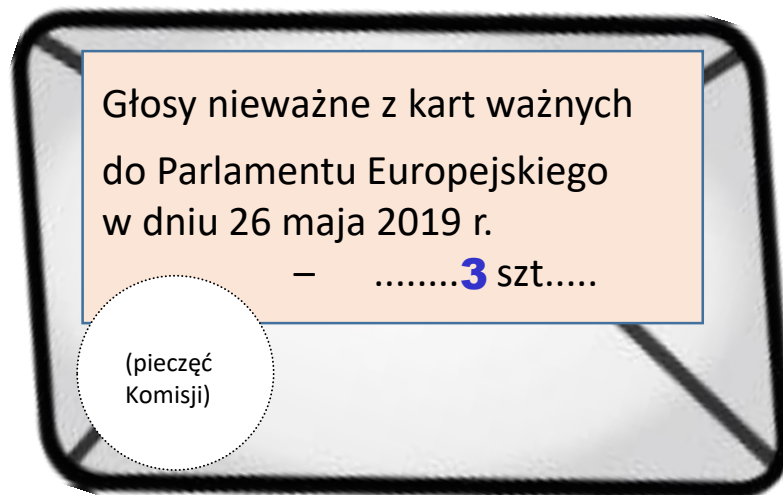 Głosy nieważne z kart ważnych
do Parlamentu Europejskiego
w dniu 26 maja 2019 r.
– ........3 szt.....
(pieczęć
Komisji)